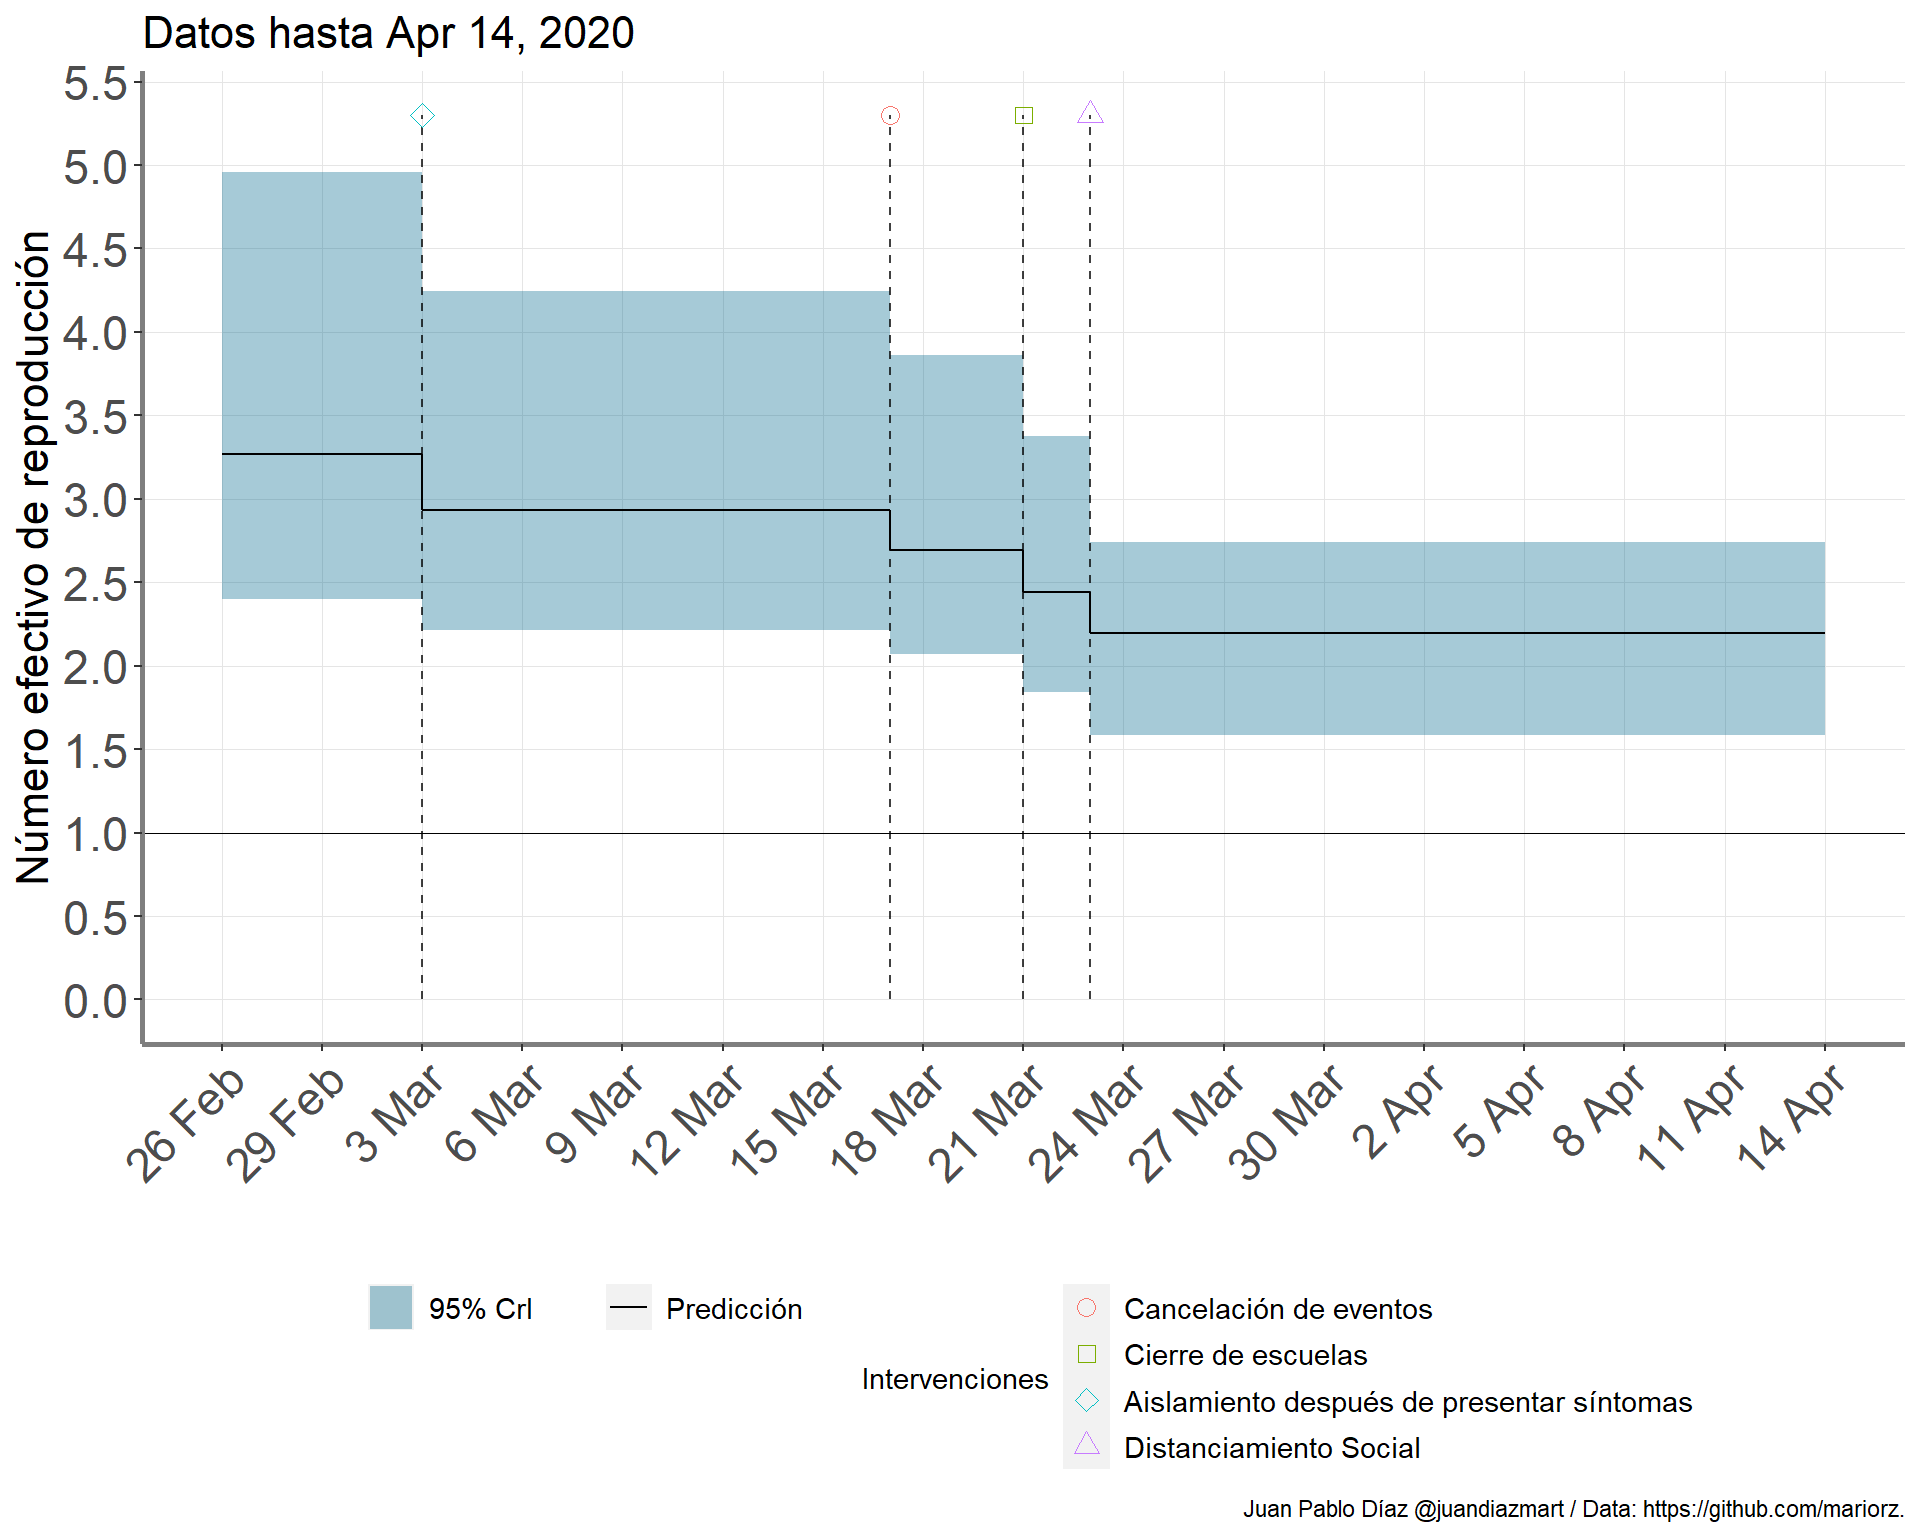 Datos hasta Apr 14, 2020
Número efectivo de reproducción
5.5
5.0
4.5
4.0
3.5
3.0
2.5
2.0
1.5
1.0
0.5
0.0
26 Feb
29 Feb
3 Mar
6 Mar
9 Mar
12 Mar
15 Mar
18 Mar
21 Mar
24 Mar
27 Mar
30 Mar
2 Apr
5 Apr
8 Apr
11 Apr
14 Apr
95% CrI
Predicción
Intervenciones
Cancelación de eventos
Cierre de escuelas
Aislamiento después de presentar síntomas
Distanciamiento Social
Juan Pablo Díaz @juandiazmart / Data: https://github.com/mariorz.